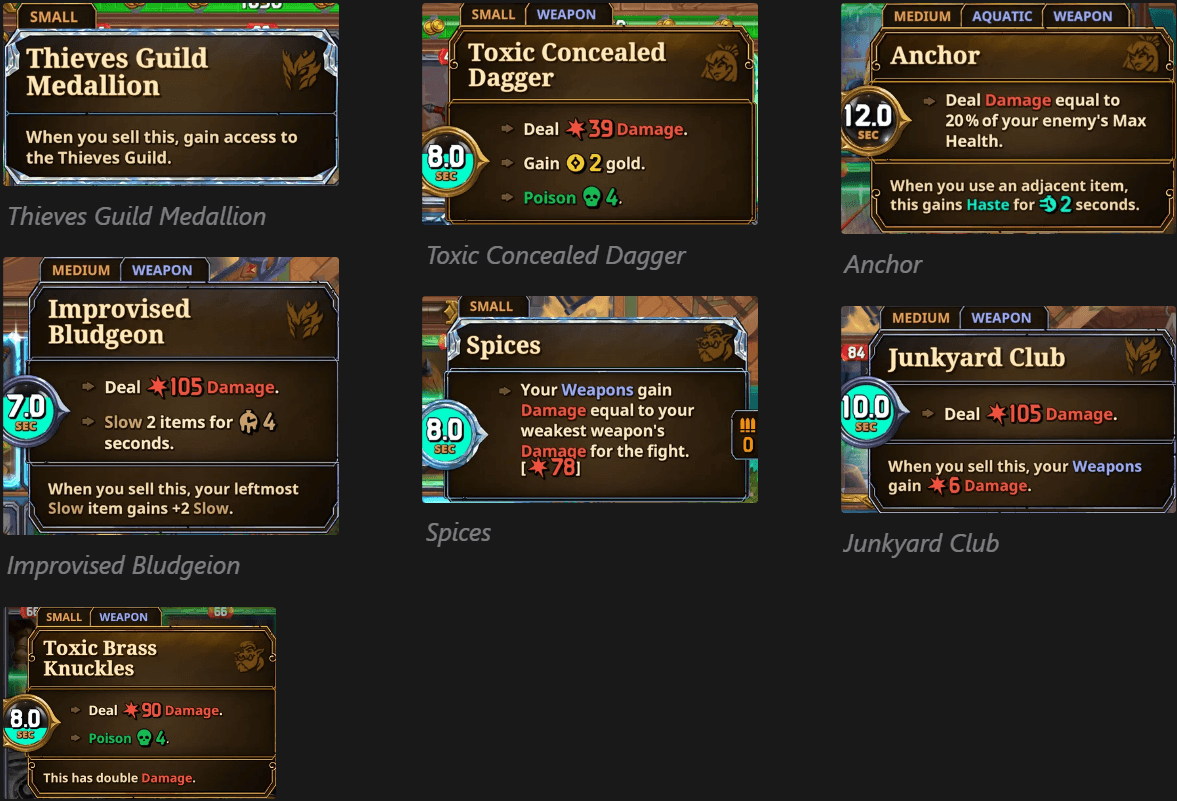 SMALL
Thieves Guild
Medallion
When you sell this, gain access to
the Thieves Guild.
Thieves Guild Medallion
MEDIUM WEAPON
Improvised
Bludgeon
7.0
SEC
Deal 105 Damage.
Slow 2 items for 4
seconds.
When you sell this, your leftmost
Slow item gains +2 Slow.
Improvised Bludgeion
66
66
SMALL WEAPON
Toxic Brass
Knuckles
8.0
SEC
Deal 90 Damage.
Poison 4.
This has double Damage.
SMALL WEAPON
Toxic Concealed
Dagger
8.0
SEC
Deal 39 Damage.
Gain 2 gold.
Poison 4.
Toxic Concealed Dagger
SMALL
Spices
8.0
SEC
Your Weapons gain
Damage equal to your
weakest weapon's
Damage for the fight.
[78]
0
Spices
MEDIUM AQUATIC WEAPON
Anchor
12.0
SEC
Deal Damage equal to
20% of your enemy's Max
Health.
When you use an adjacent item,
this gains Haste for 2 seconds.
Anchor
MEDIUM WEAPON
84
Junkyard Club
10.0
SEC
Deal 105 Damage.
When you sell this, your Weapons
gain 6 Damage.
Junkyard Club